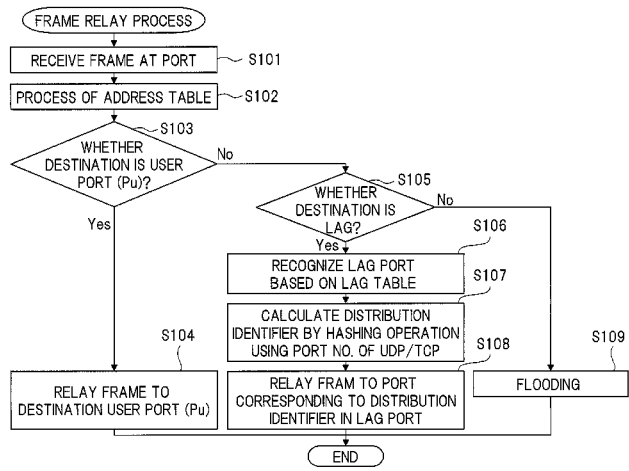 FRAME RELAY PROCESS
RECEIVE FRAME AT PORT
S101
PROCESS OF ADDRESS TABLE
S102
S103
WHETHER
DESTINATION IS USER
PORT (Pu)?
No
Yes
S105
WHETHER
DESTINATION IS
LAG?
No
Yes
S106
RECOGNIZE LAG PORT
BASED ON LAG TABLE
S107
CALCULATE DISTRIBUTION
IDENTIFIER BY HASHING OPERATION
USING PORT NO. OF UDP/TCP
S104
RELAY FRAME TO
DESTINATION USER PORT (Pu)
S108
RELAY FRAM TO PORT
CORRESPONDING TO DISTRIBUTION
IDENTIFIER IN LAG PORT
S109
FLOODING
END